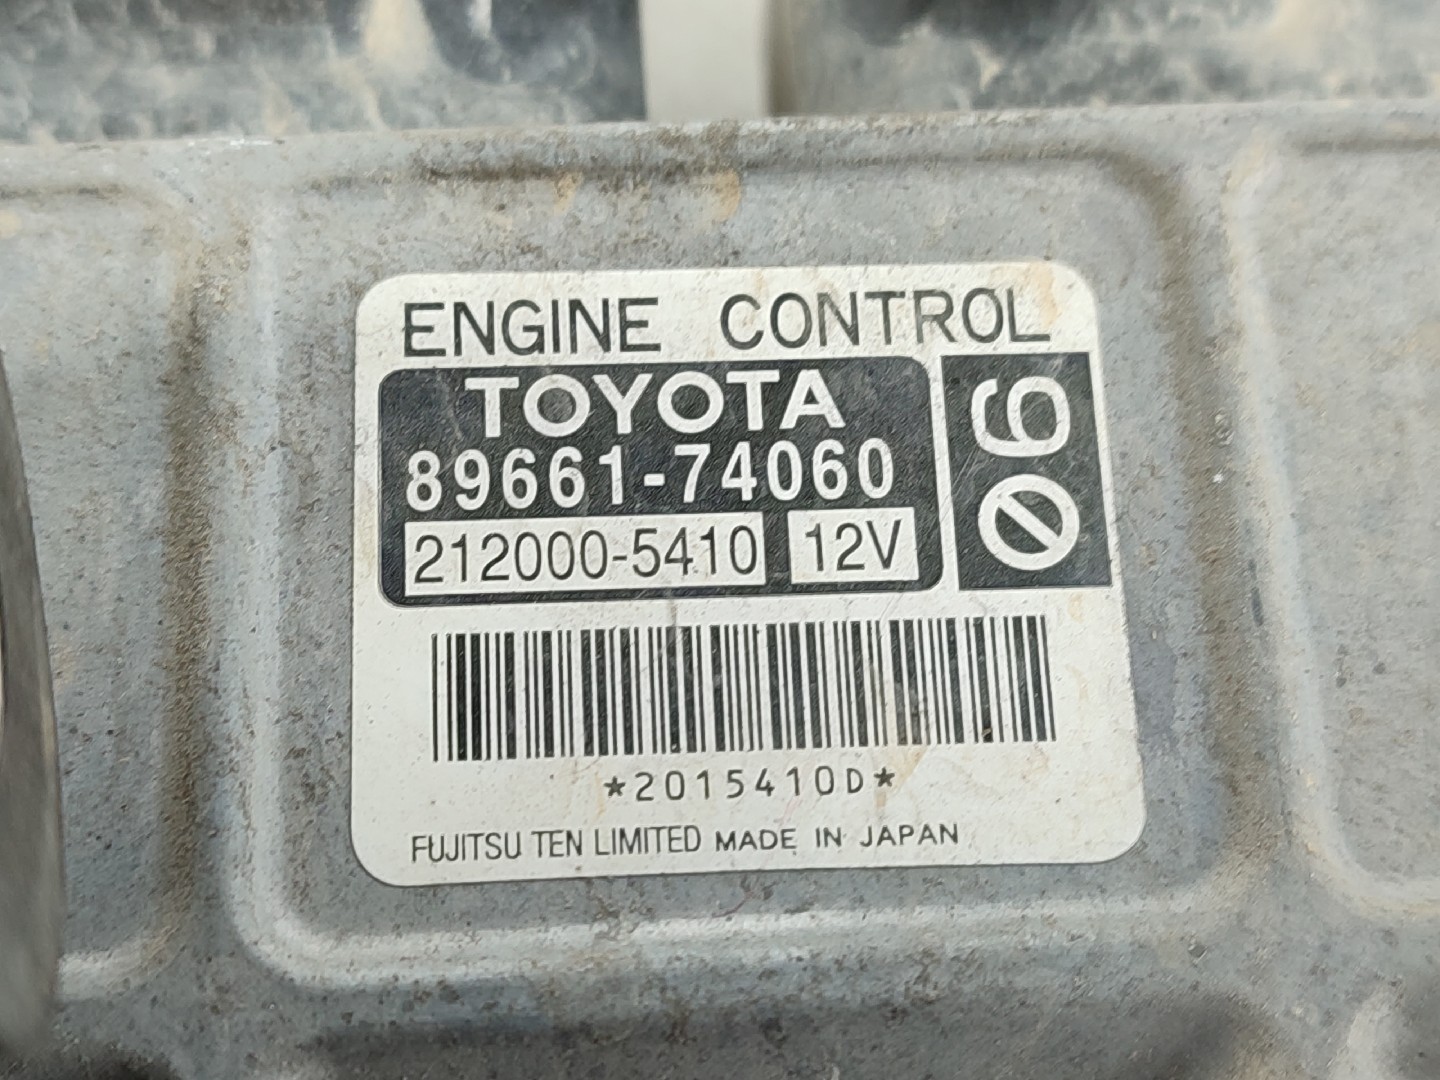 ENGINE CONTROL
TOYOTA
89661-74060
212000-5410 12V
06
*2015410D*
FUJITSU TEN LIMITED MADE IN JAPAN